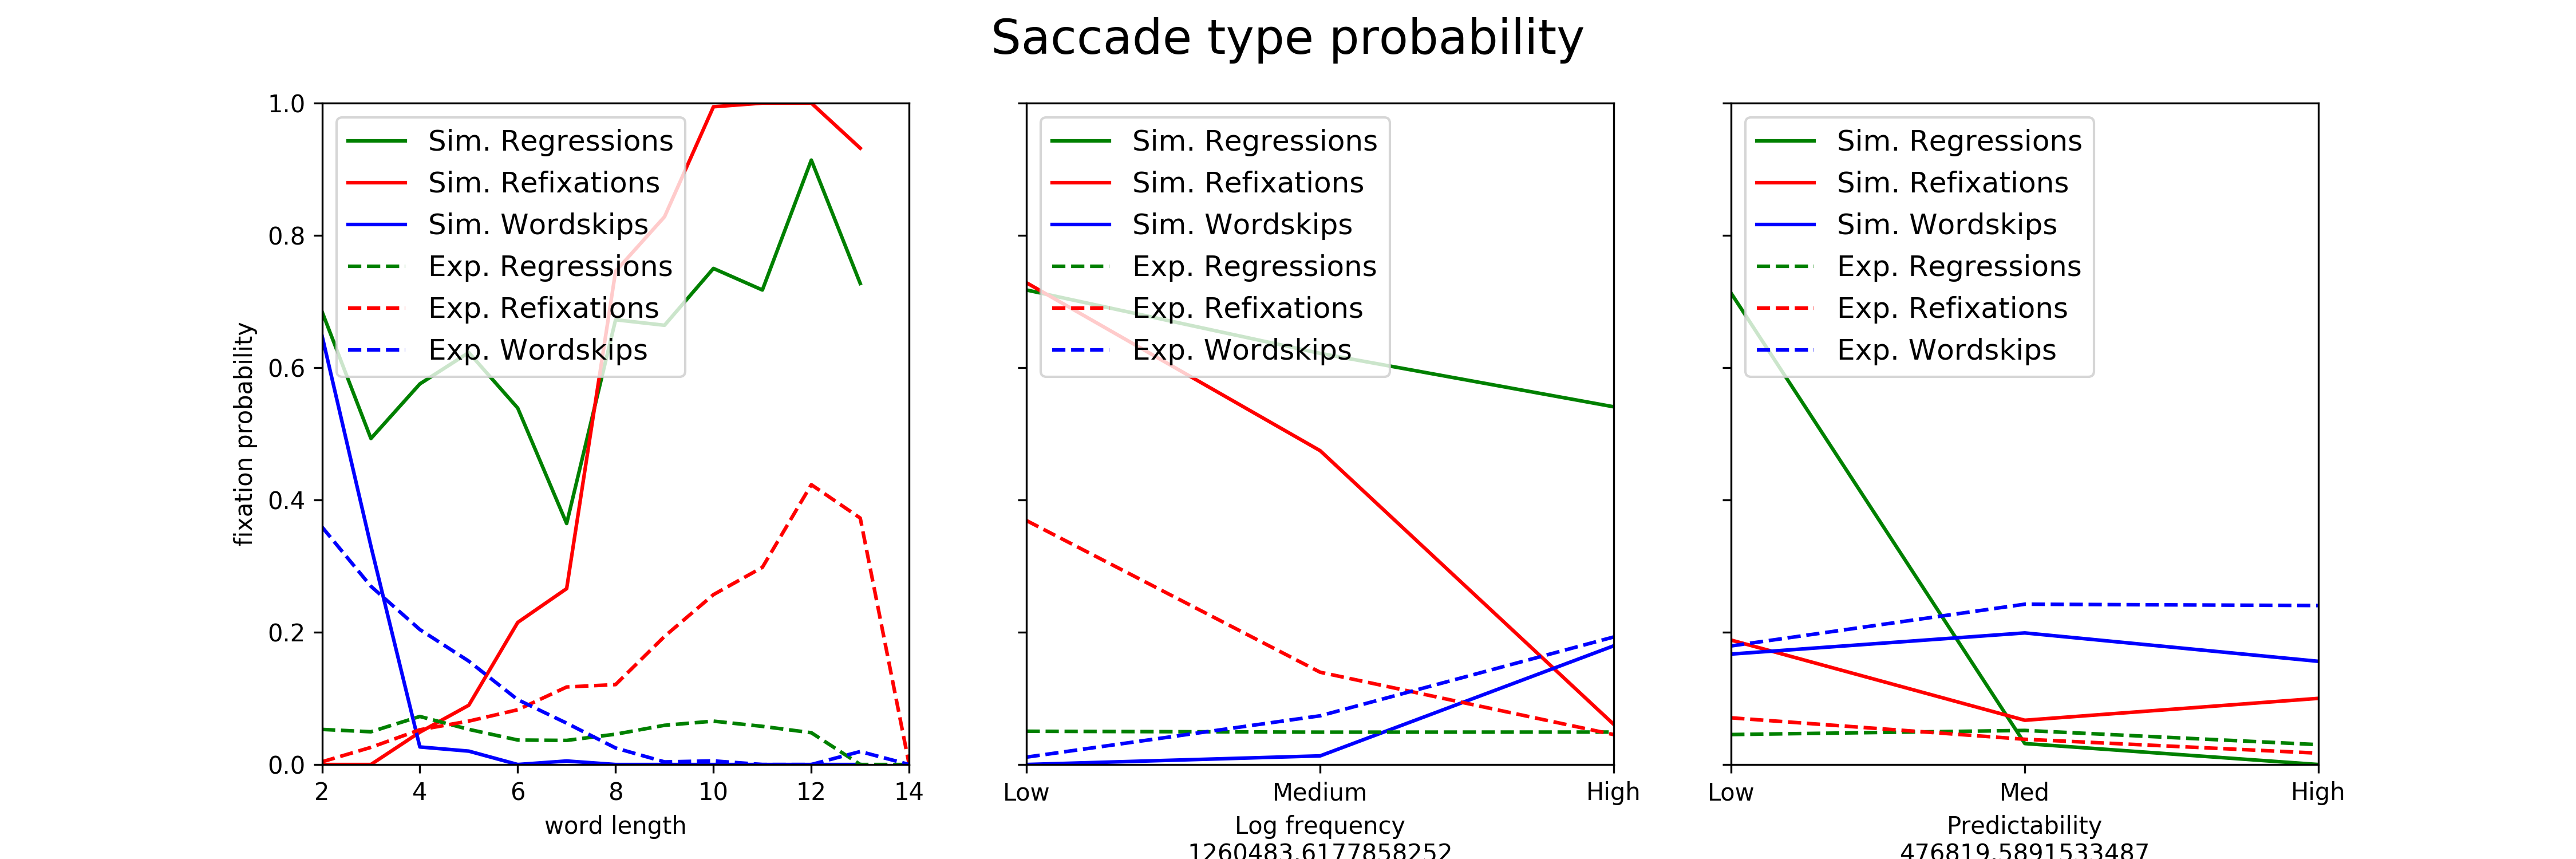 Saccade type probability
1.0
0.8
0.6
0.4
0.2
0.0
fixation probability
Sim. Regressions
Sim. Refixations
Sim. Wordskips
Exp. Regressions
Exp. Refixations
Exp. Wordskips
2 4 6 8 10 12 14
word length
Sim. Regressions
Sim. Refixations
Sim. Wordskips
Exp. Regressions
Exp. Refixations
Exp. Wordskips
Low Medium High
Log frequency
1260483.6177858252
Sim. Regressions
Sim. Refixations
Sim. Wordskips
Exp. Regressions
Exp. Refixations
Exp. Wordskips
Low Med High
Predictability
476819.5891533487